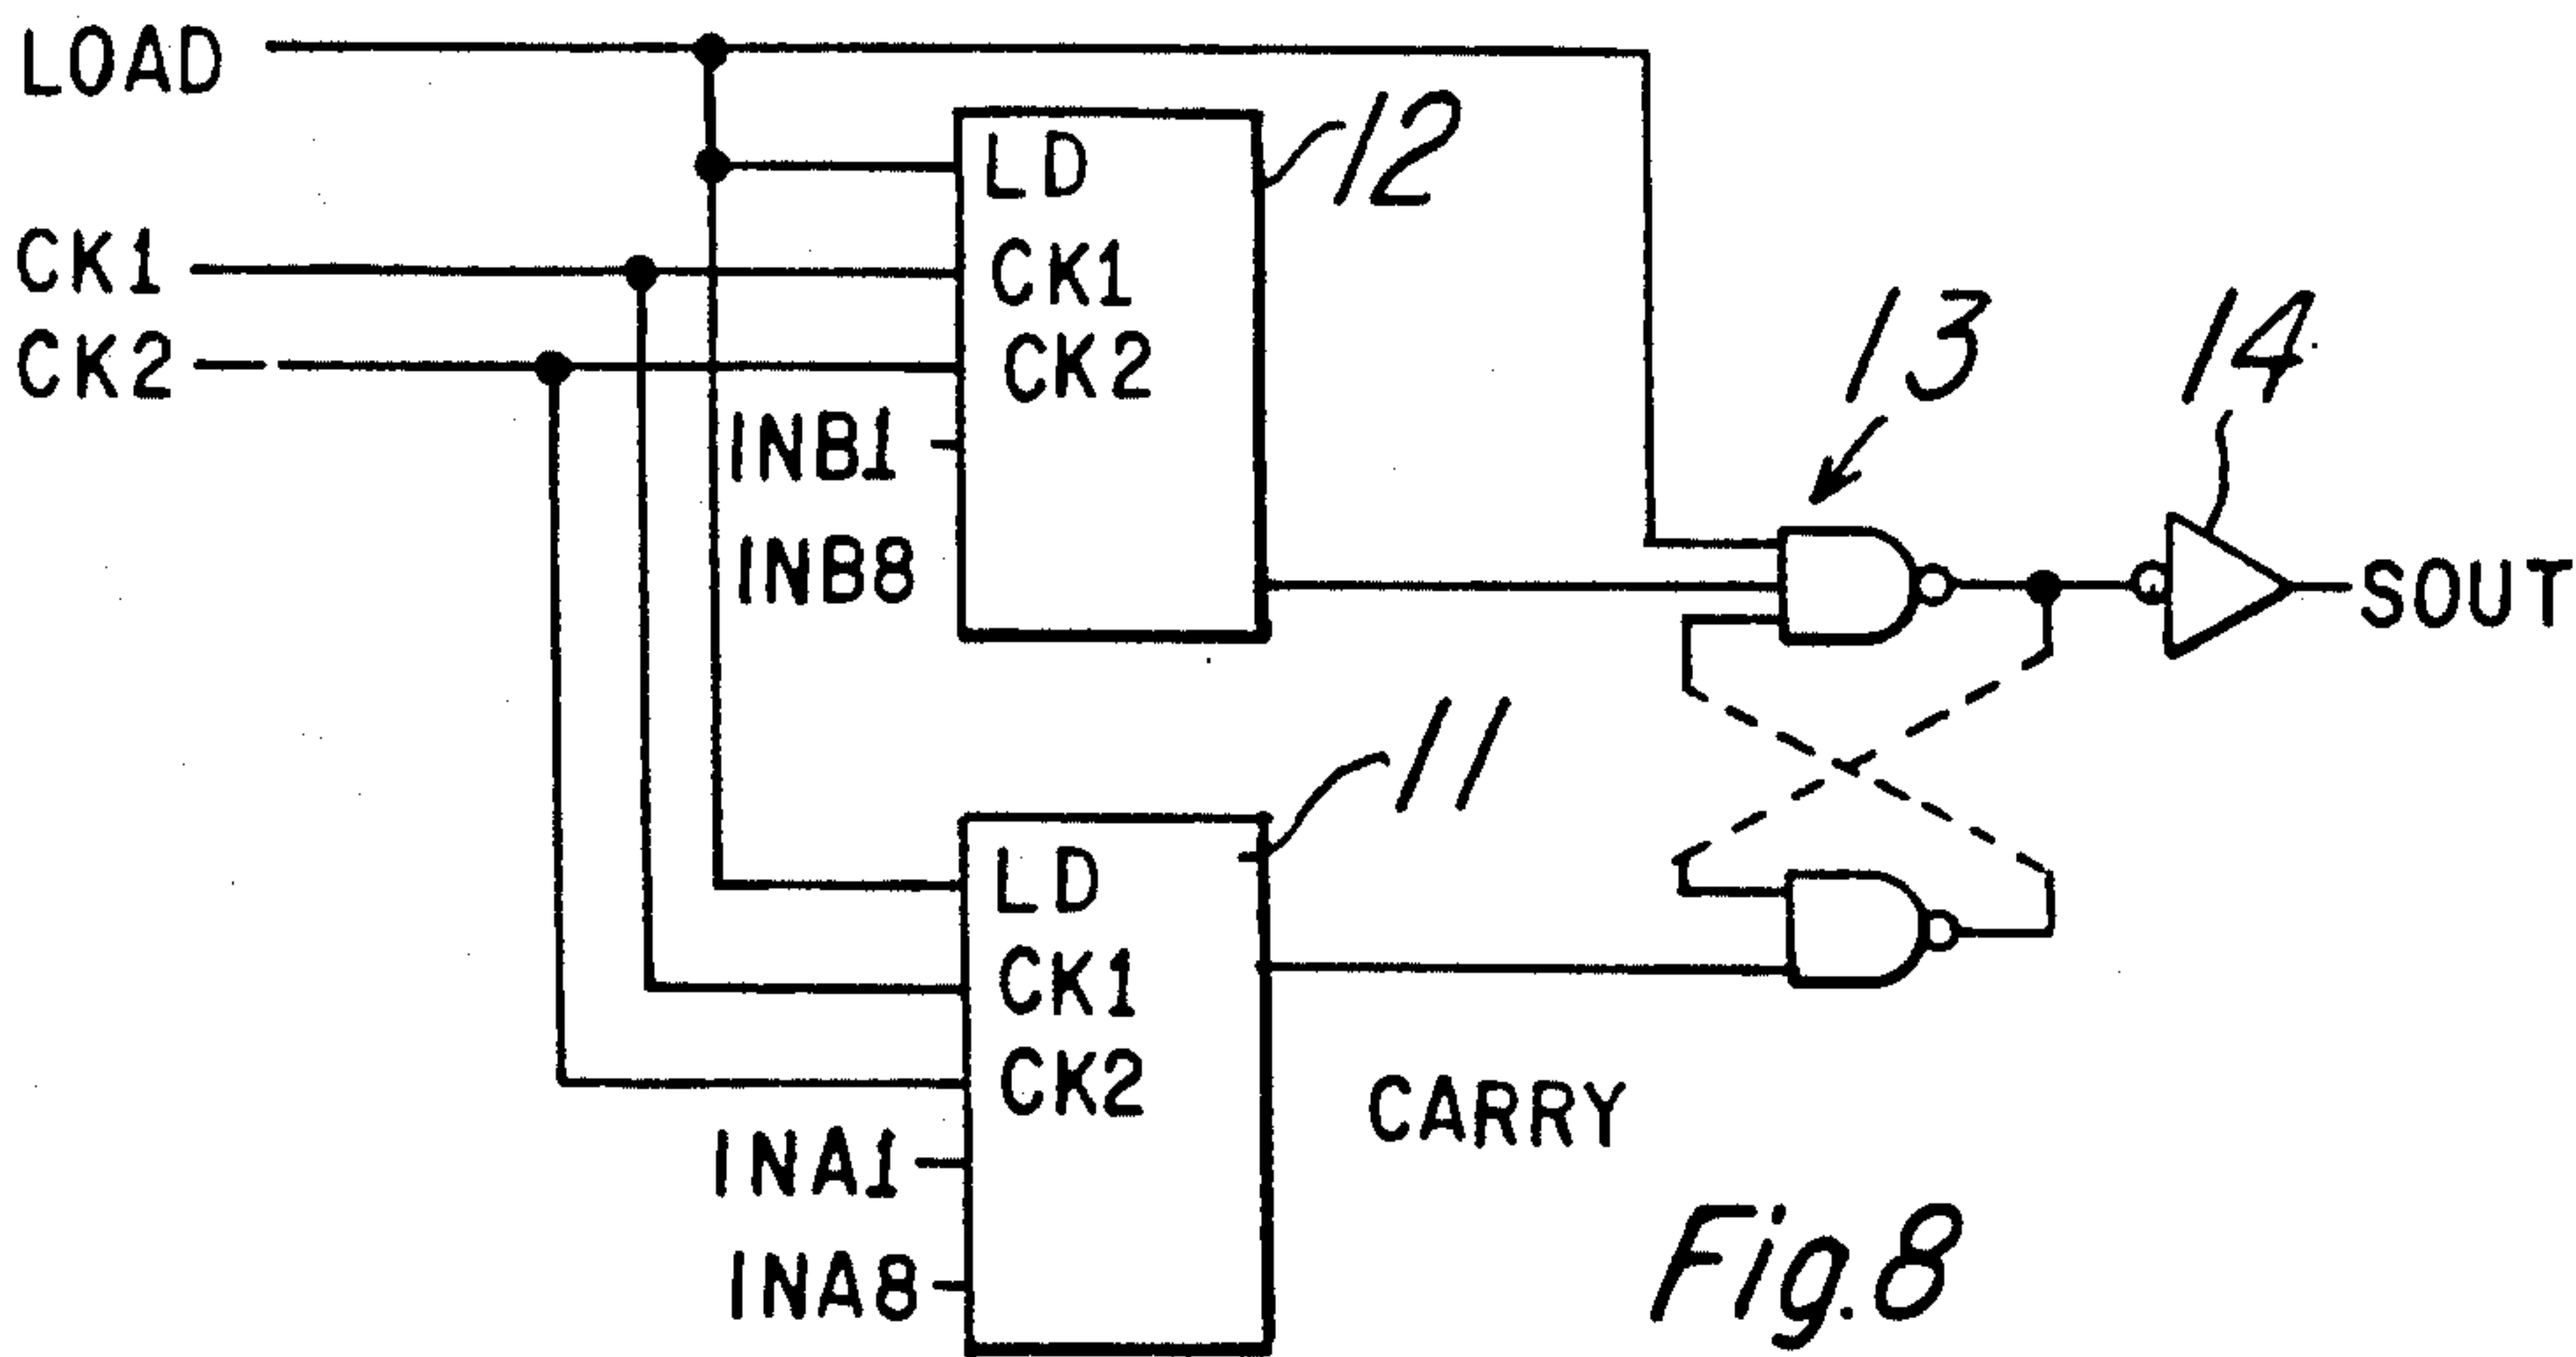 LOAD
CK1
CK2
LD
CK1
CK2
INB1
INB8
12
13
14
SOUT
11
LD
CK1
CK2
INA1
INA8
CARRY
Fig.8